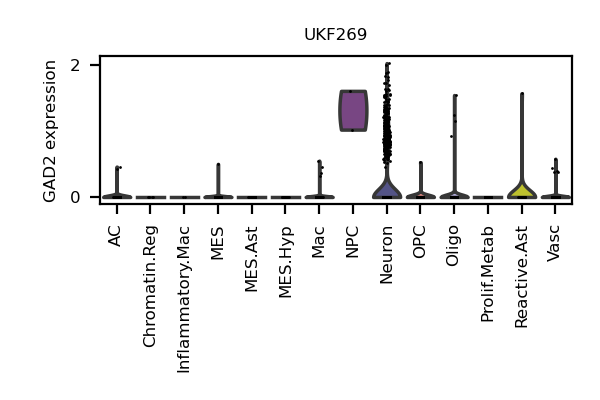 UKF269
GAD2 expression
2
0
AC
Chromatin.Reg
Inflammatory.Mac
MES
MES.Ast
MES.Hyp
Mac
NPC
Neuron
OPC
Oligo
Prolif.Metab
Reactive.Ast
Vasc